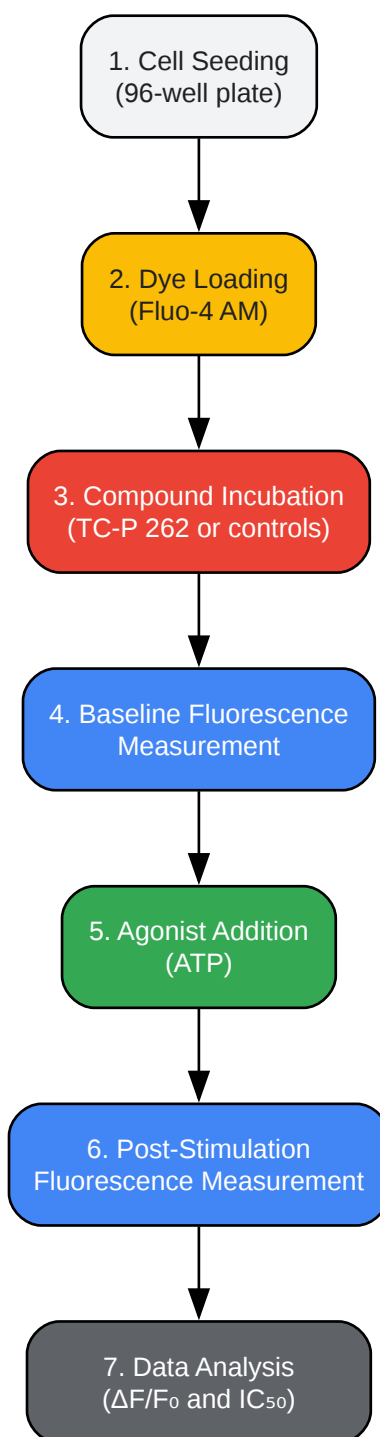 1. Cell Seeding
(96-well plate)
2. Dye Loading
(Fluo-4 AM)
3. Compound Incubation
(TC-P 262 or controls)
4. Baseline Fluorescence
Measurement
5. Agonist Addition
(ATP)
6. Post-Stimulation
Fluorescence Measurement
7. Data Analysis
(ΔF/F₀ and IC₅₀)